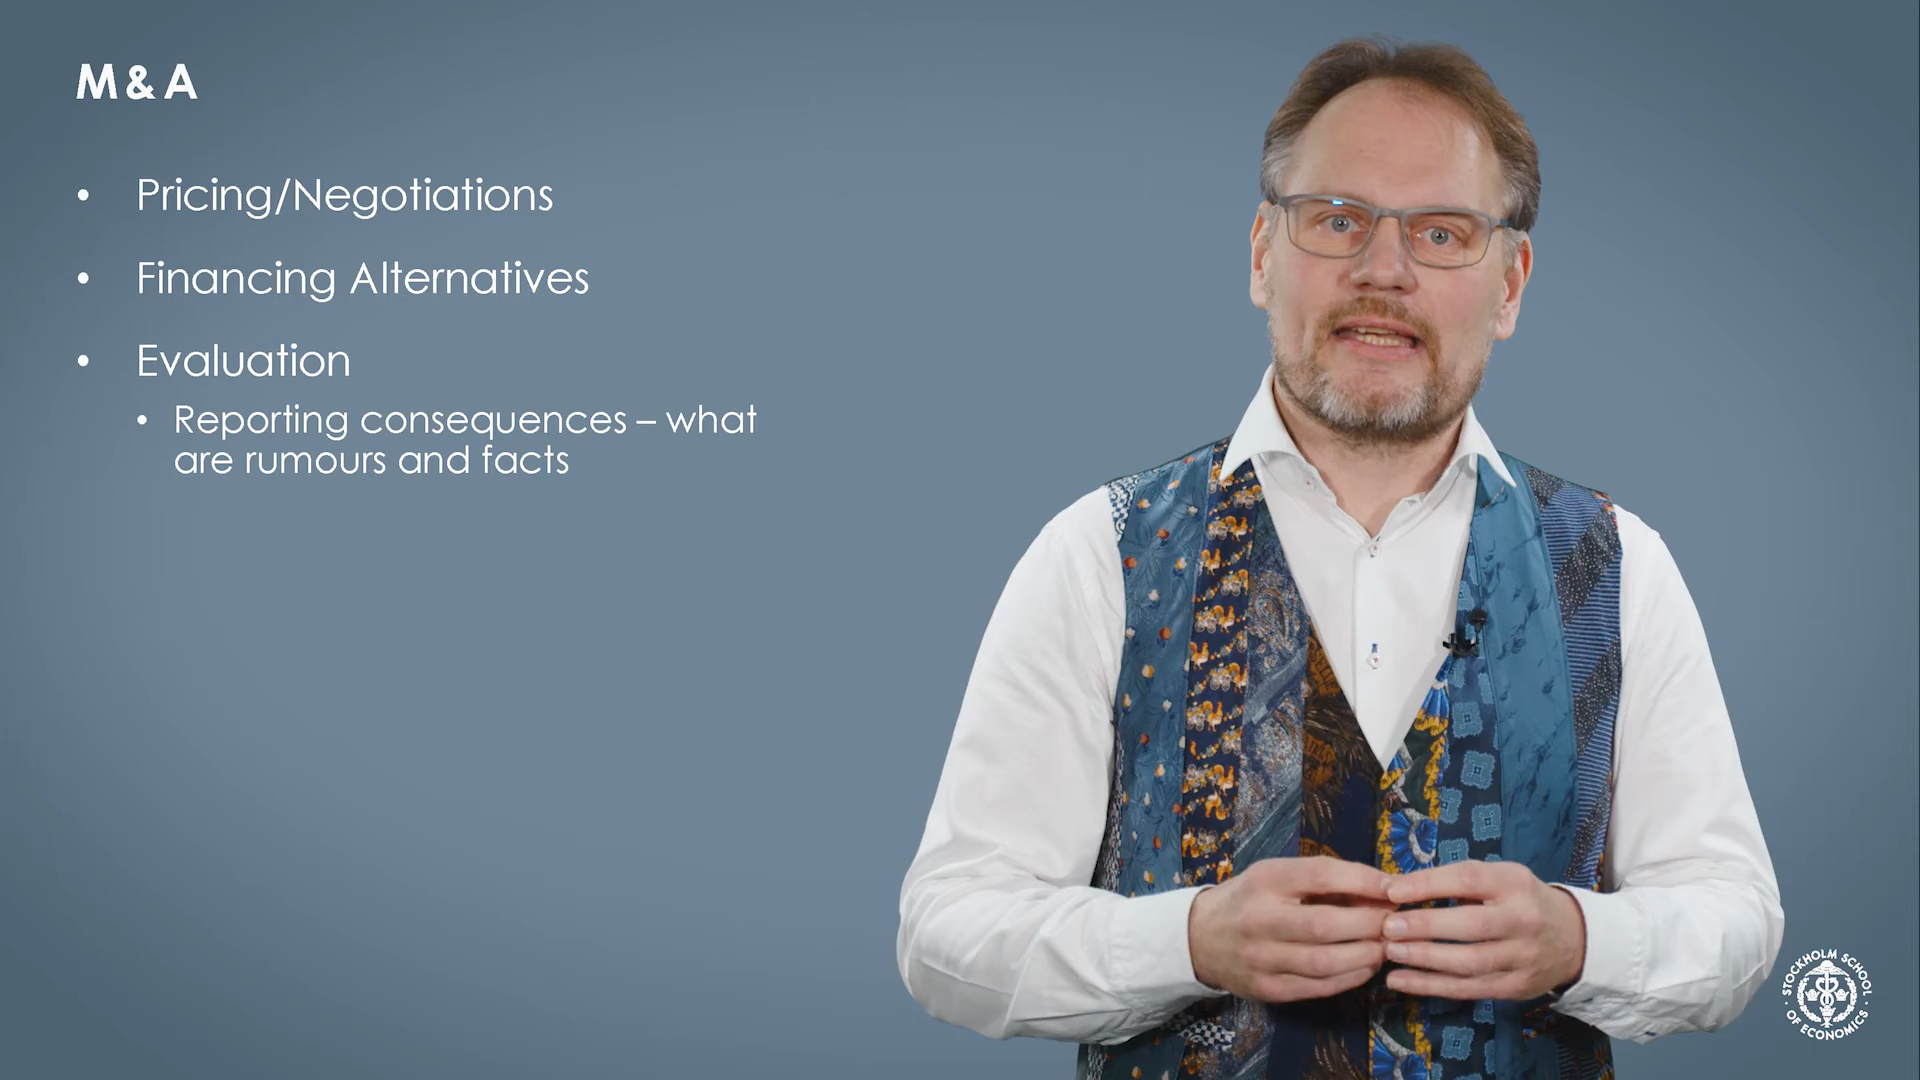 M & A
• Pricing/Negotiations
• Financing Alternatives
• Evaluation
• Reporting consequences – what
are rumours and facts
STOCKHOLM SCHOOL
OF ECONOMICS